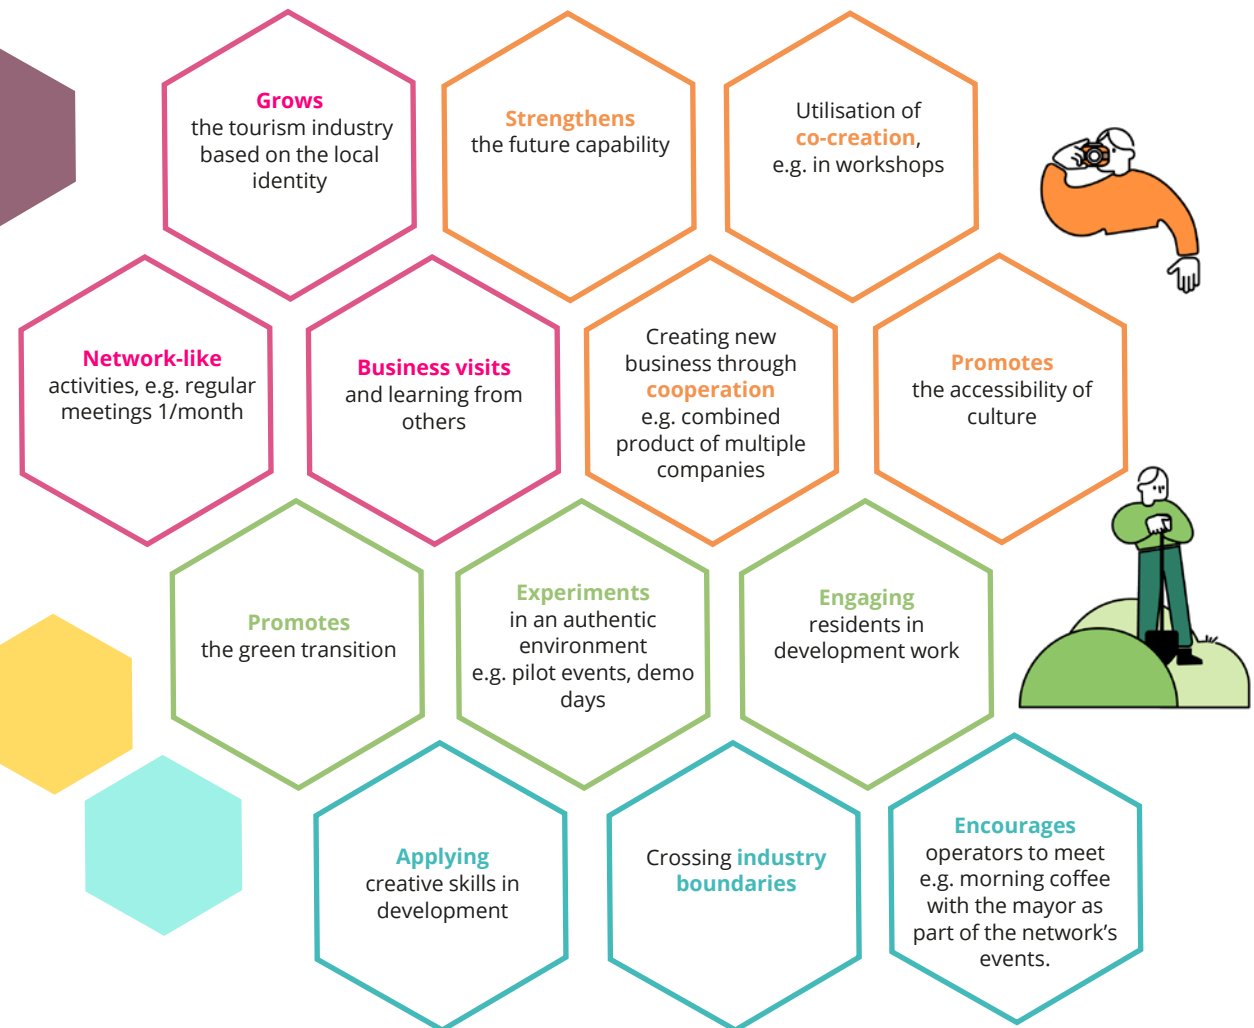 Grows
the tourism industry
based on the local
identity
Strengthens
the future capability
Utilisation of
co-creation,
e.g. in workshops
Network-like
activities, e.g. regular
meetings 1/month
Business visits
and learning from
others
Creating new
business through
cooperation
e.g. combined
product of multiple
companies
Promotes
the accessibility of
culture
Promotes
the green transition
Experiments
in an authentic
environment
e.g. pilot events, demo
days
Engaging
residents in
development work
Applying
creative skills in
development
Crossing industry
boundaries
Encourages
operators to meet
e.g. morning coffee
with the mayor as
part of the network’s
events.